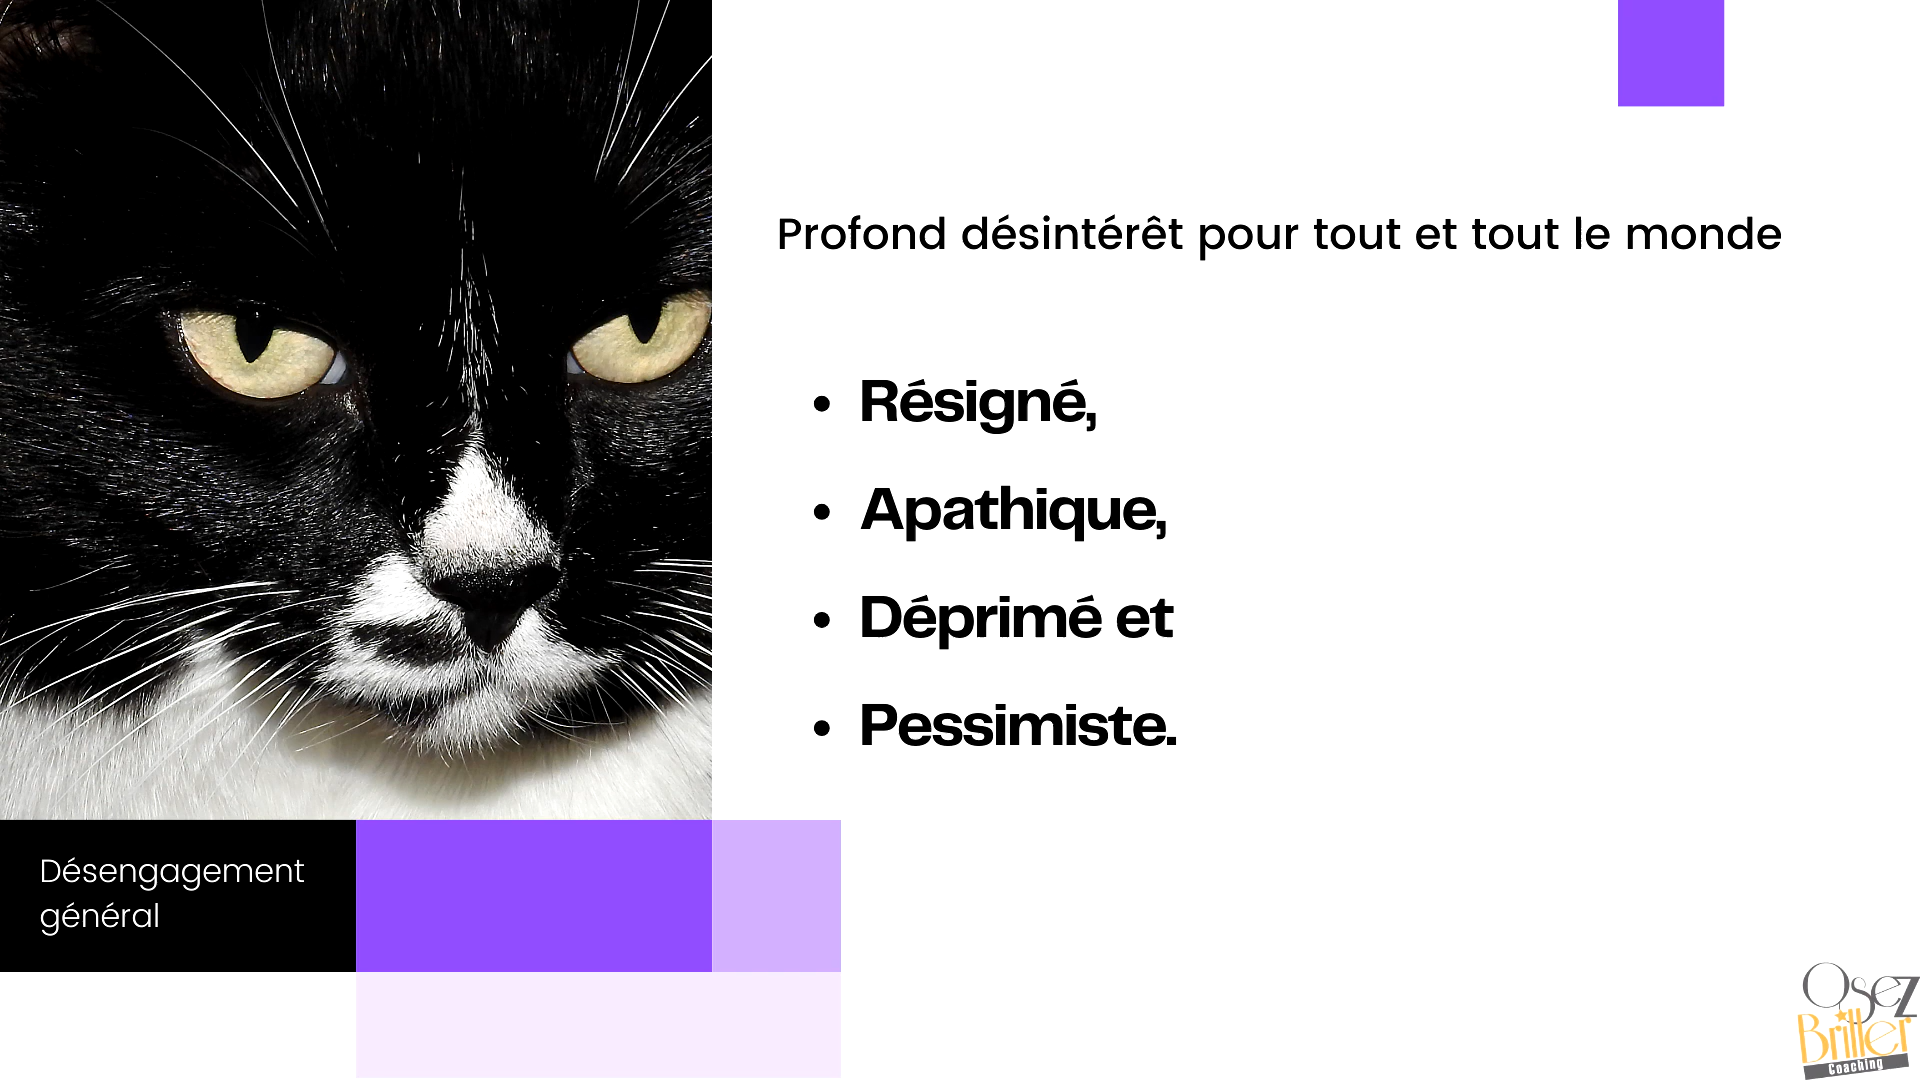 Profond désintérêt pour tout et tout le monde
• Résigné,
• Apathique,
• Déprimé et
• Pessimiste.
Désengagement
général
Osez
Briller
Coaching